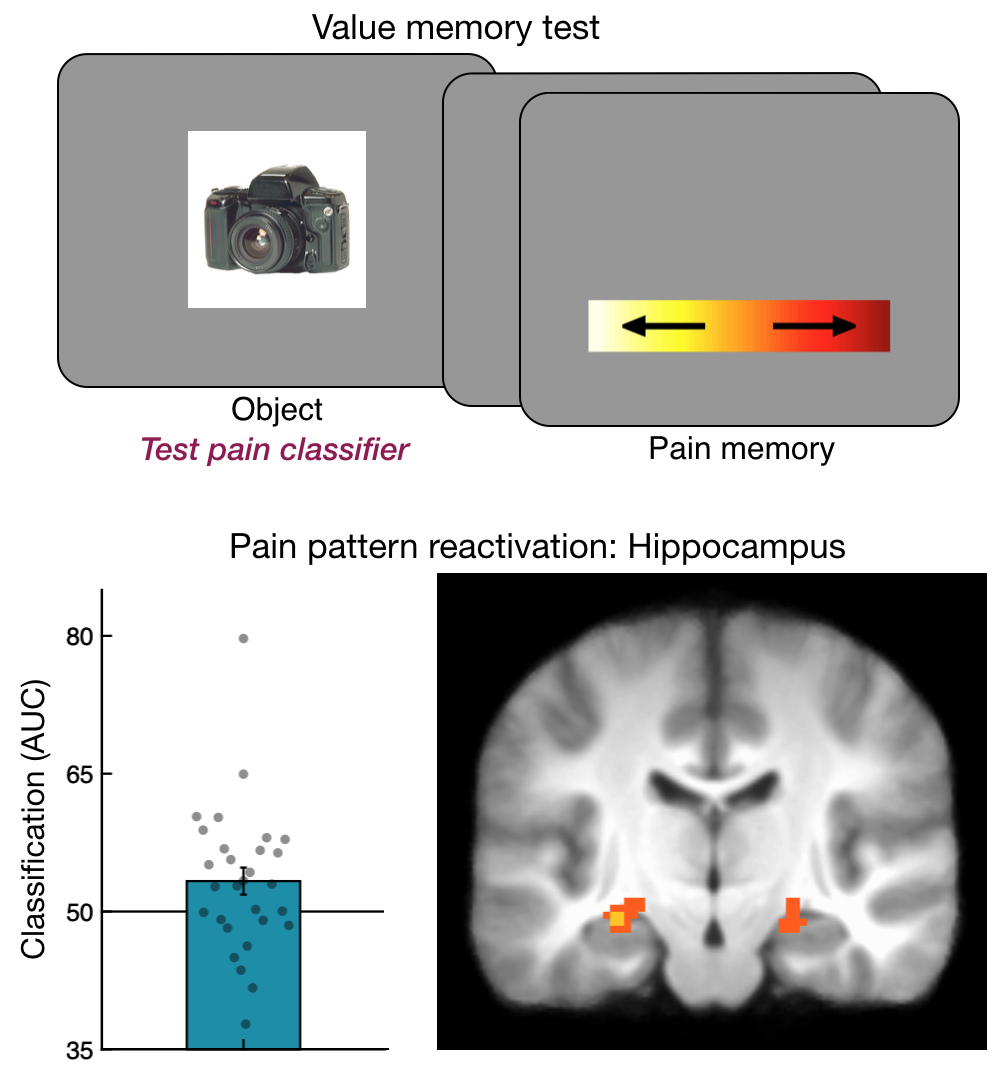 Value memory test
Object
Test pain classifier
Pain memory
Pain pattern reactivation: Hippocampus
Classification (AUC)
80
65
50
35